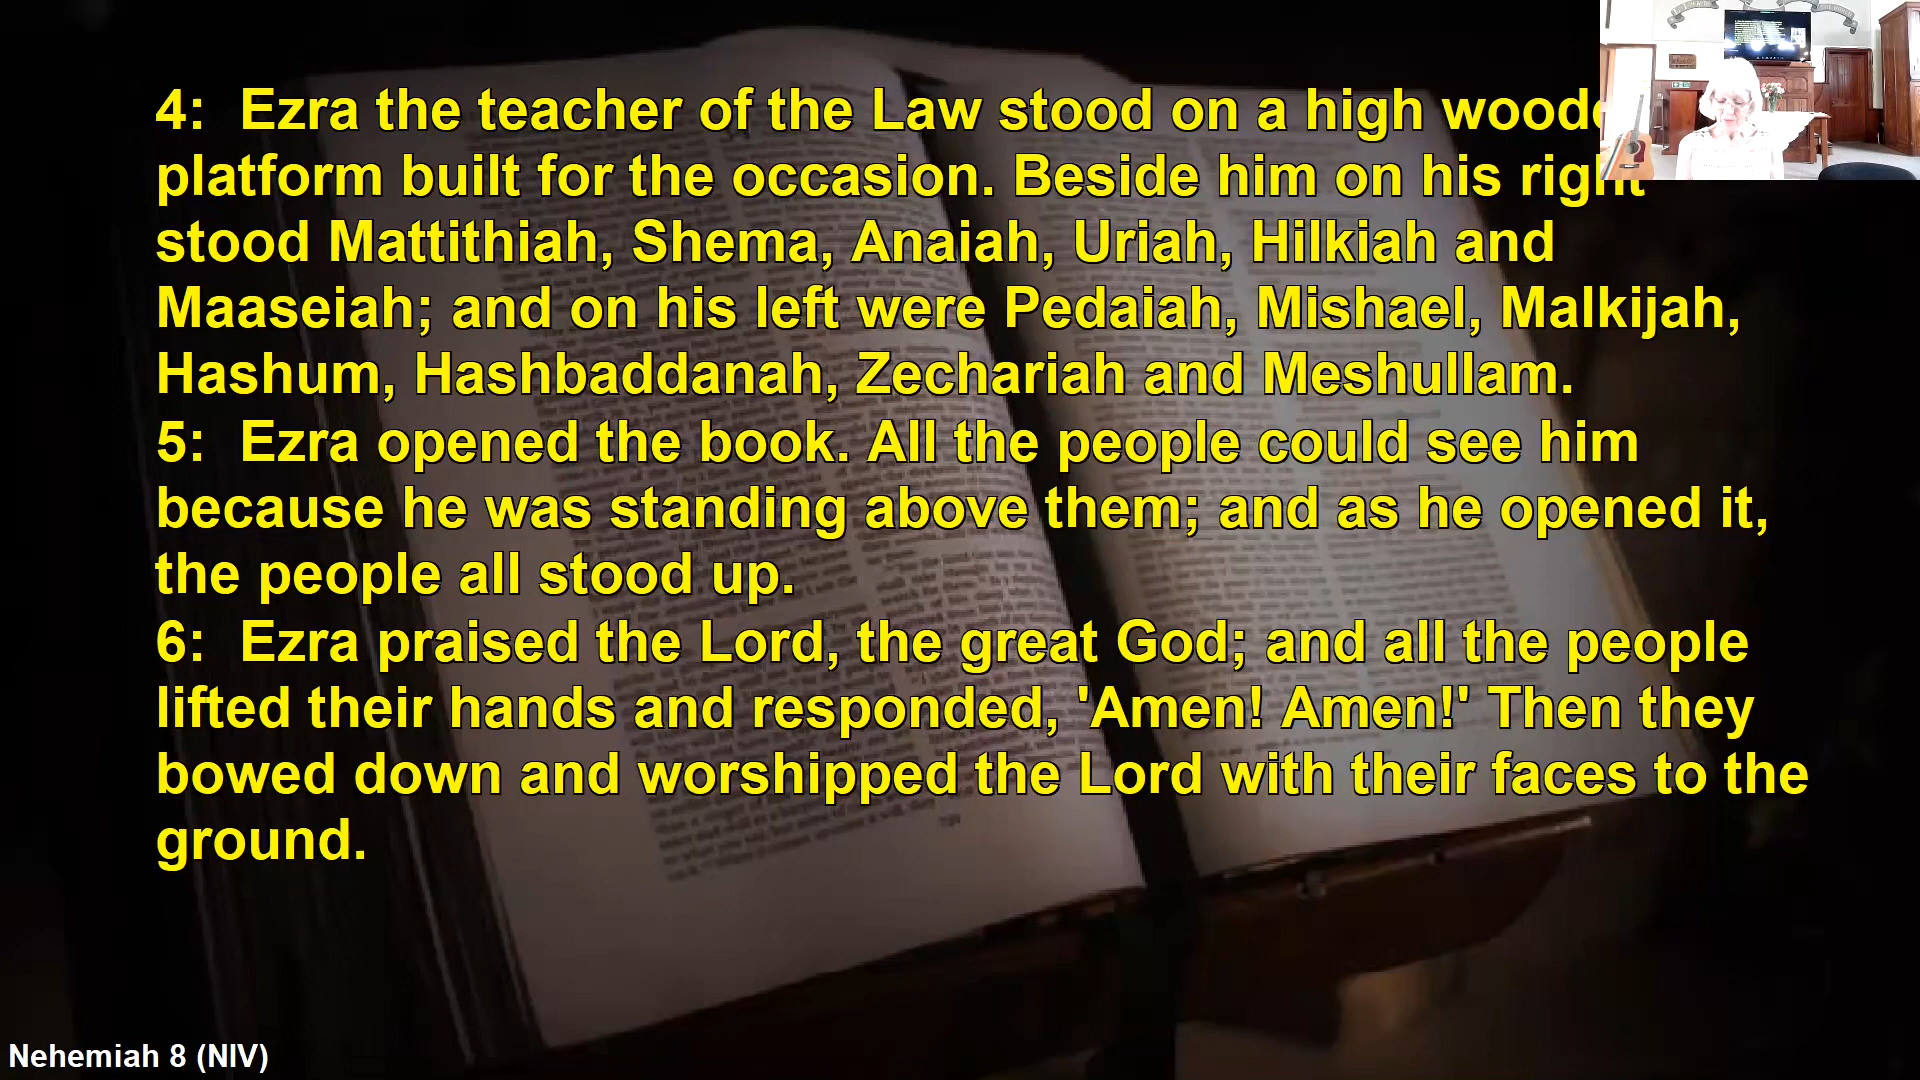 4: Ezra the teacher of the Law stood on a high
platform built for the occasion. Beside him on his right
stood Mattithiah, Shema, Anaiah, Uriah, Hilkiah and
Maaseiah; and on his left were Pedaiah, Mishael, Malkijah,
Hashum, Hashbaddanah, Zechariah and Meshullam.
5: Ezra opened the book. All the people could see him
because he was standing above them; and as he opened it,
the people all stood up.
6: Ezra praised the Lord, the great God; and all the people
lifted their hands and responded, 'Amen! Amen!' Then they
bowed down and worshipped the Lord with their faces to the
ground.
Nehemiah 8 (NIV)